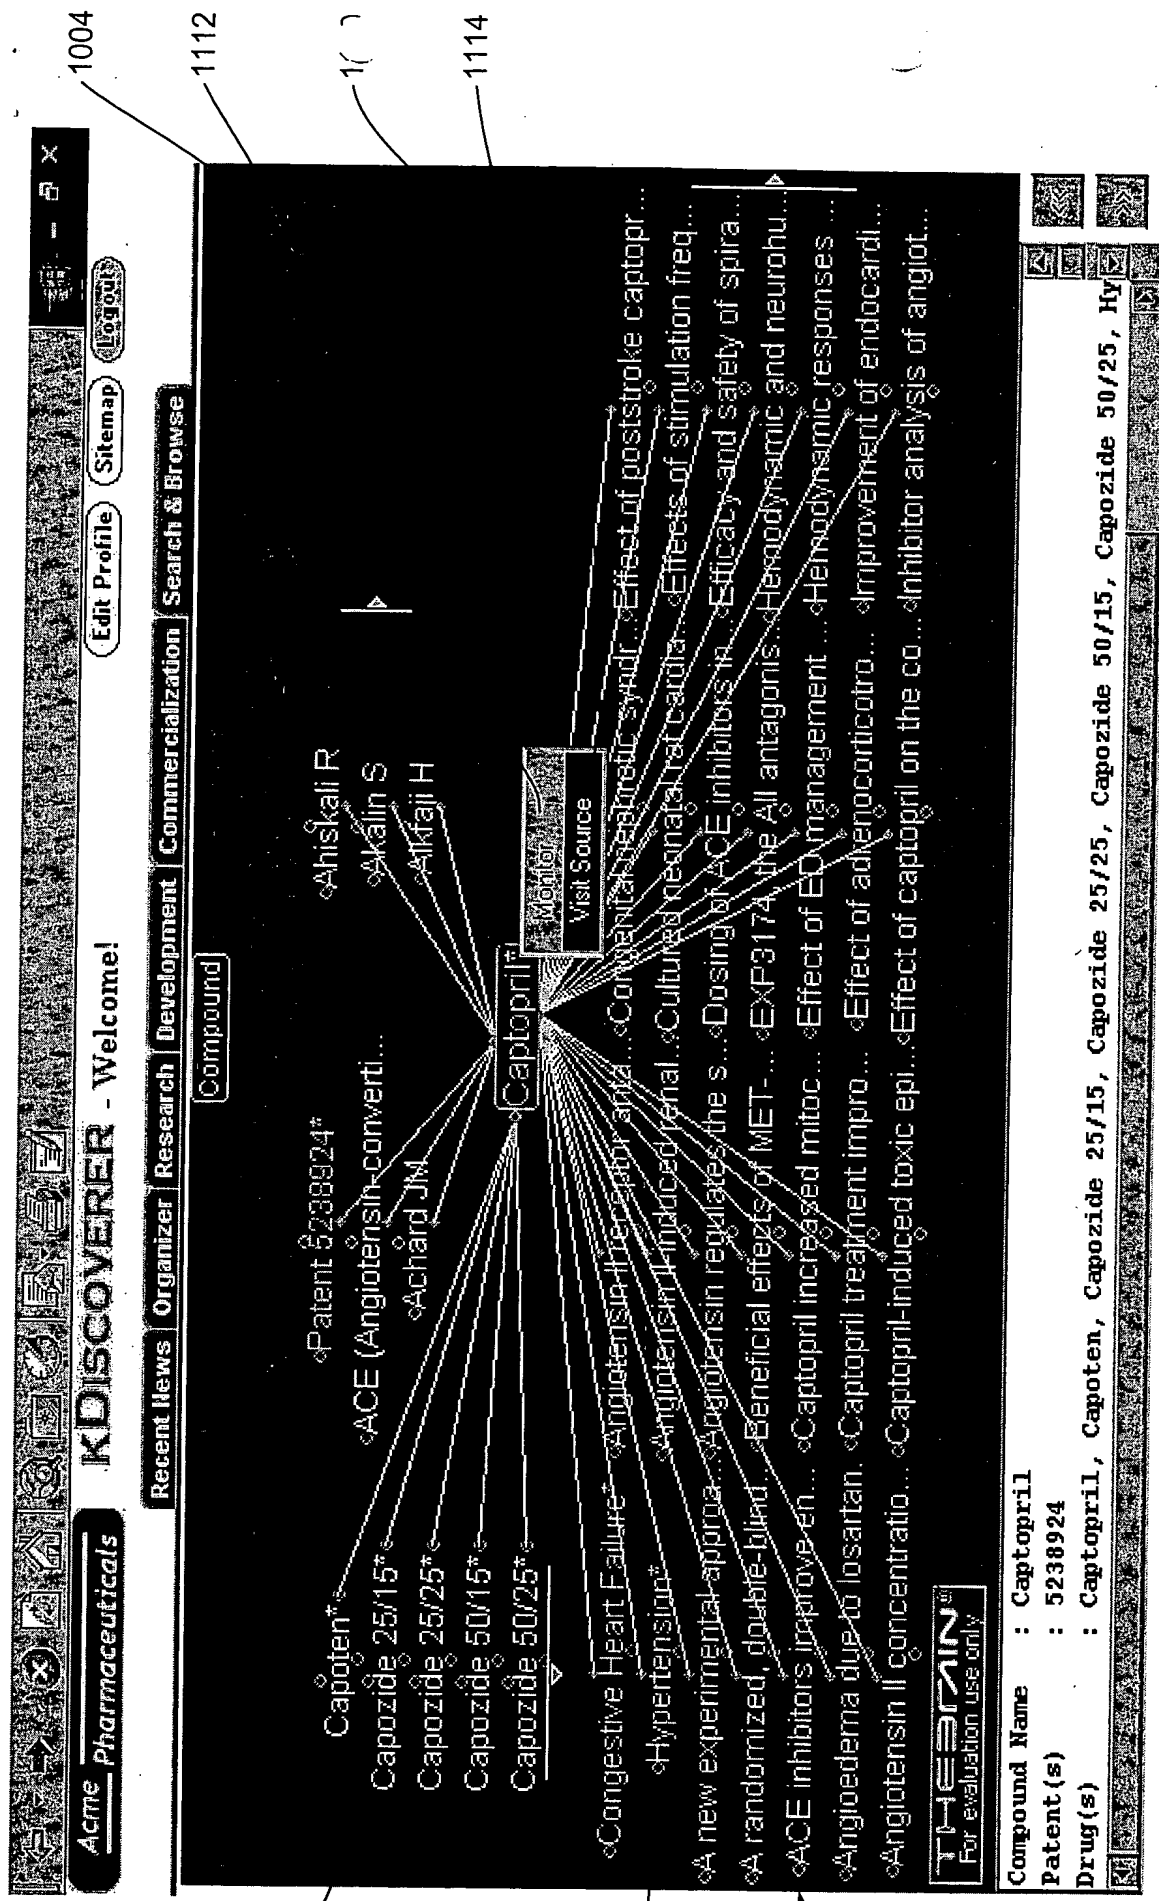 1004
1112
1114
Acme
Pharmaceuticals
KDISCOVERER - Welcome!
Edit Profile
Sitemap
Logout
Recent News
Organizer
Research
Development
Commercialization
Search & Browse
Compound
Capoten*
Capozide 25/15*
Capozide 25/25*
Capozide 50/15*
Capozide 50/25*
Patent 5238924*
ACE (Angiotensin-converti...
Achard JM
Ahiskali R
Akalin S
Alkfaji H
Captopril*
Monitor
Visit Source
Congestive Heart Failure*
Hypertension*
A new experimental approa...
A randomized, double-blind...
ACE inhibitors improve en...
Angioedema due to losartan.
Angiotensin II concentratio...
Angiotensin II receptor anta...
Angiotensin II-induced renal...
Angiotensin regulates the s...
Beneficial effects of MET-...
Captopril increased mitoc...
Captopril treatment impro...
Captopril-induced toxic epi...
Congenital nephrotic syndr...
Cultured neonatal rat cardia...
Dosing of ACE inhibitors in...
EXP3174, the AII antagonis...
Effect of ED management ...
Effect of adrenocorticotro...
Effect of captopril on the co...
Effect of poststroke captopr...
Effects of stimulation freq...
Efficacy and safety of spira...
Hemodynamic and neurohu...
Hemodynamic responses ...
Improvement of endocardi...
Inhibitor analysis of angiot...
THEBRAIN
For evaluation use only
Compound Name : Captopril
Patent(s) : 5238924
Drug(s) : Captopril, Capoten, Capozide 25/15, Capozide 25/25, Capozide 50/15, Capozide 50/25, Hy